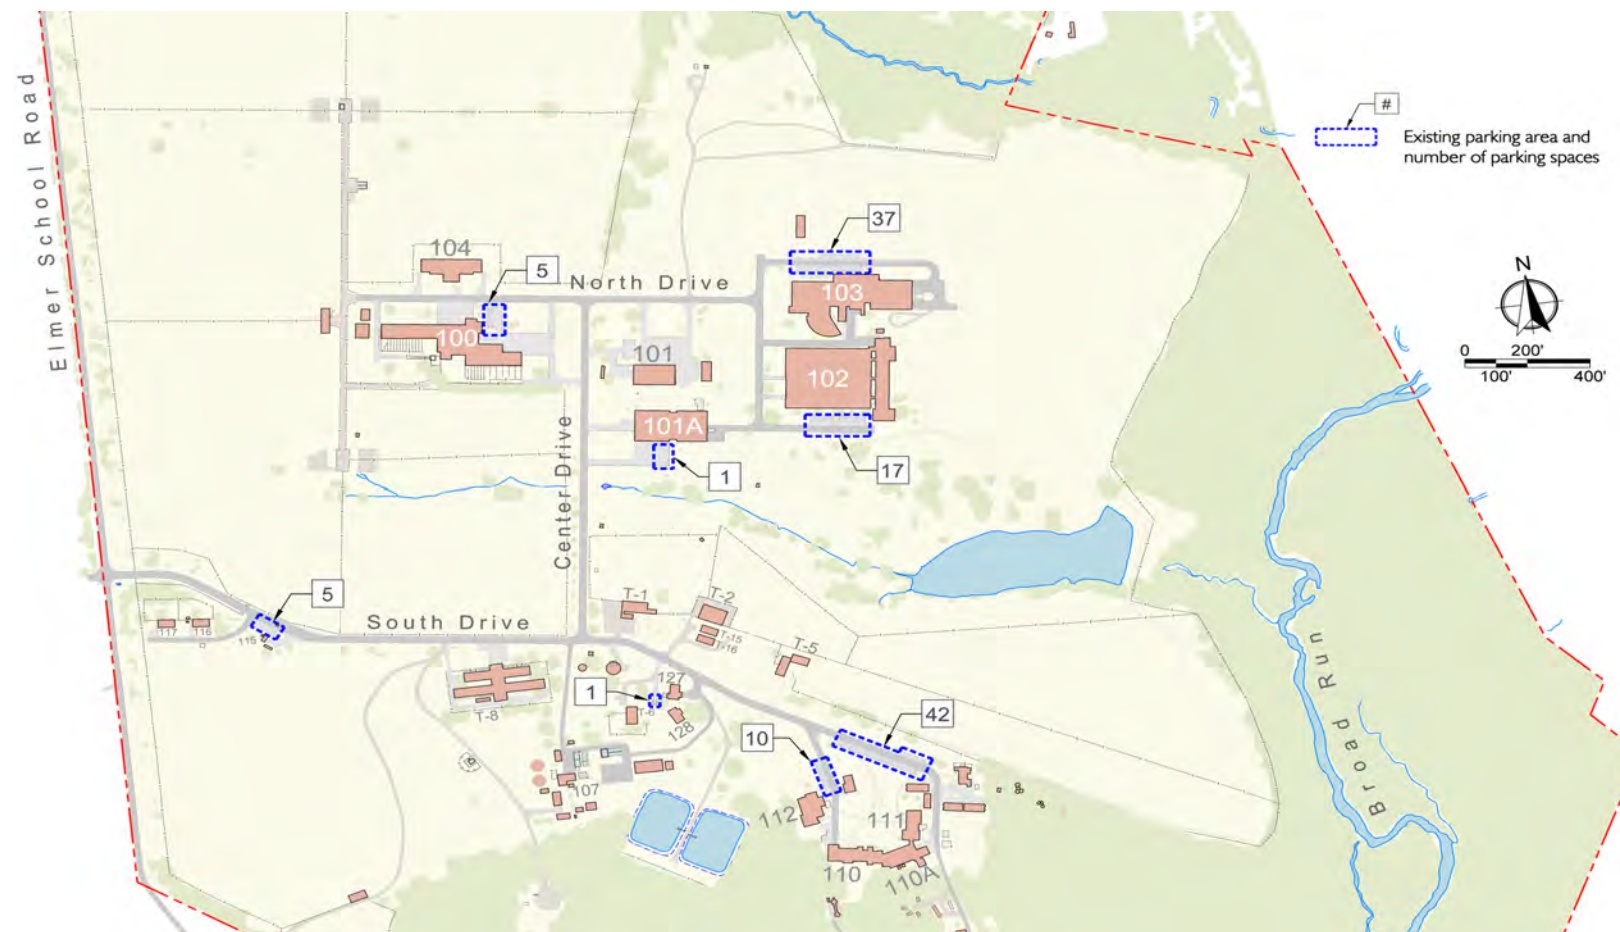 #
Existing parking area and
number of parking spaces
Elmer School Road
37
104
5
North Drive
103
N
100
101
102
0 200'
100' 400'
101A
Center Drive
1
17
5
T-1
T-2
South Drive
117
116
115
T-15
T-16
T-5
Broad Run
127
1
T-6
T-8
128
42
10
107
112
111
110
110A